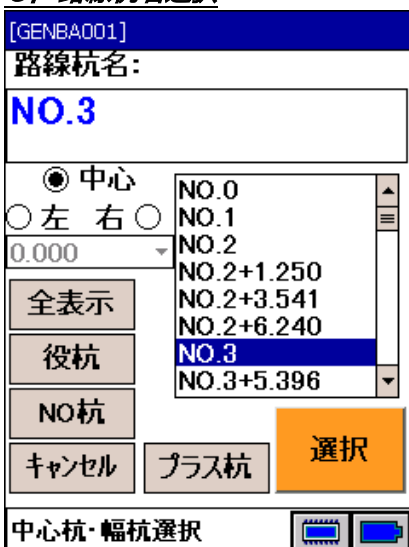 [GENBA001]
路線杭名:
NO.3
中心
左 右
0.000
NO.0
NO.1
NO.2
NO.2+1.250
NO.2+3.541
NO.2+6.240
NO.3
NO.3+5.396
全表示
役杭
NO杭
キャンセル
プラス杭
選択
中心杭・幅杭選択